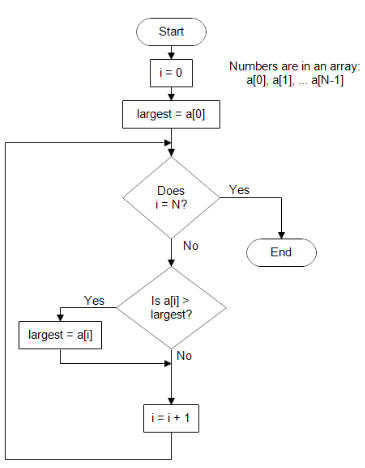 Start
i = 0
Numbers are in an array:
a[0], a[1], ... a[N-1]
largest = a[0]
Does
i = N?
Yes
No
End
Is a[i] >
largest?
Yes
largest = a[i]
No
i = i + 1